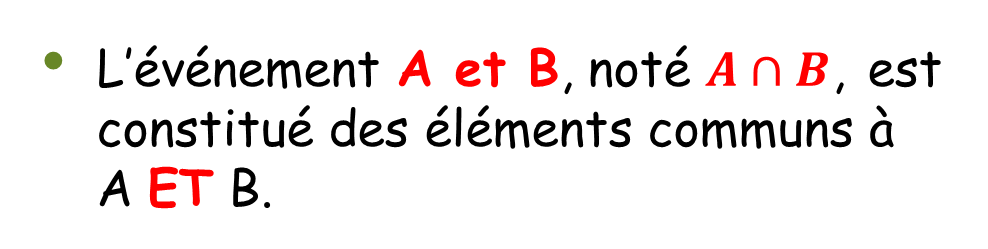 • L'événement A et B, noté A ∩ B, est
constitué des éléments communs à
A ET B.